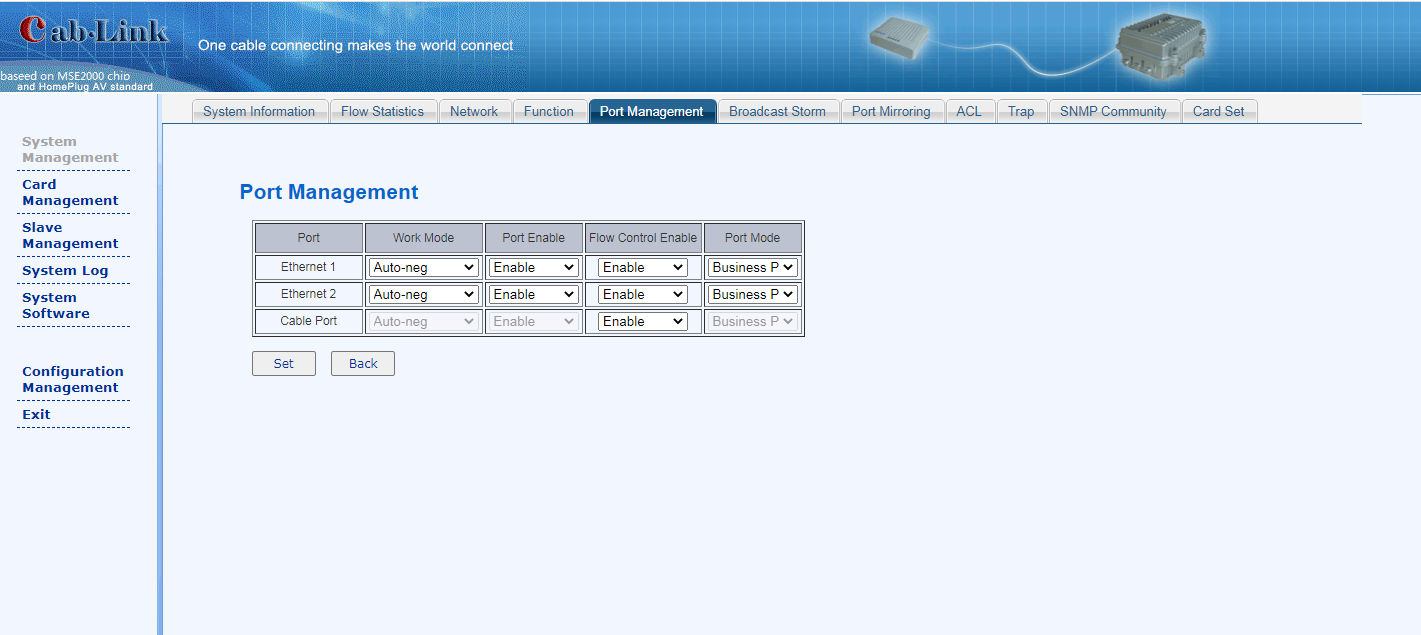 Cab-Link
One cable connecting makes the world connect
baseed on MSE2000 chip
and HomePlug AV standard
System Information Flow Statistics Network Function Port Management Broadcast Storm Port Mirroring ACL Trap SNMP Community Card Set
System
Management
Card
Management
Slave
Management
System Log
System
Software
Configuration
Management
Exit
Port Management
Port Work Mode Port Enable Flow Control Enable Port Mode
Ethernet 1 Auto-neg Enable Enable Business P
Ethernet 2 Auto-neg Enable Enable Business P
Cable Port Auto-neg Enable Enable Business P
Set Back